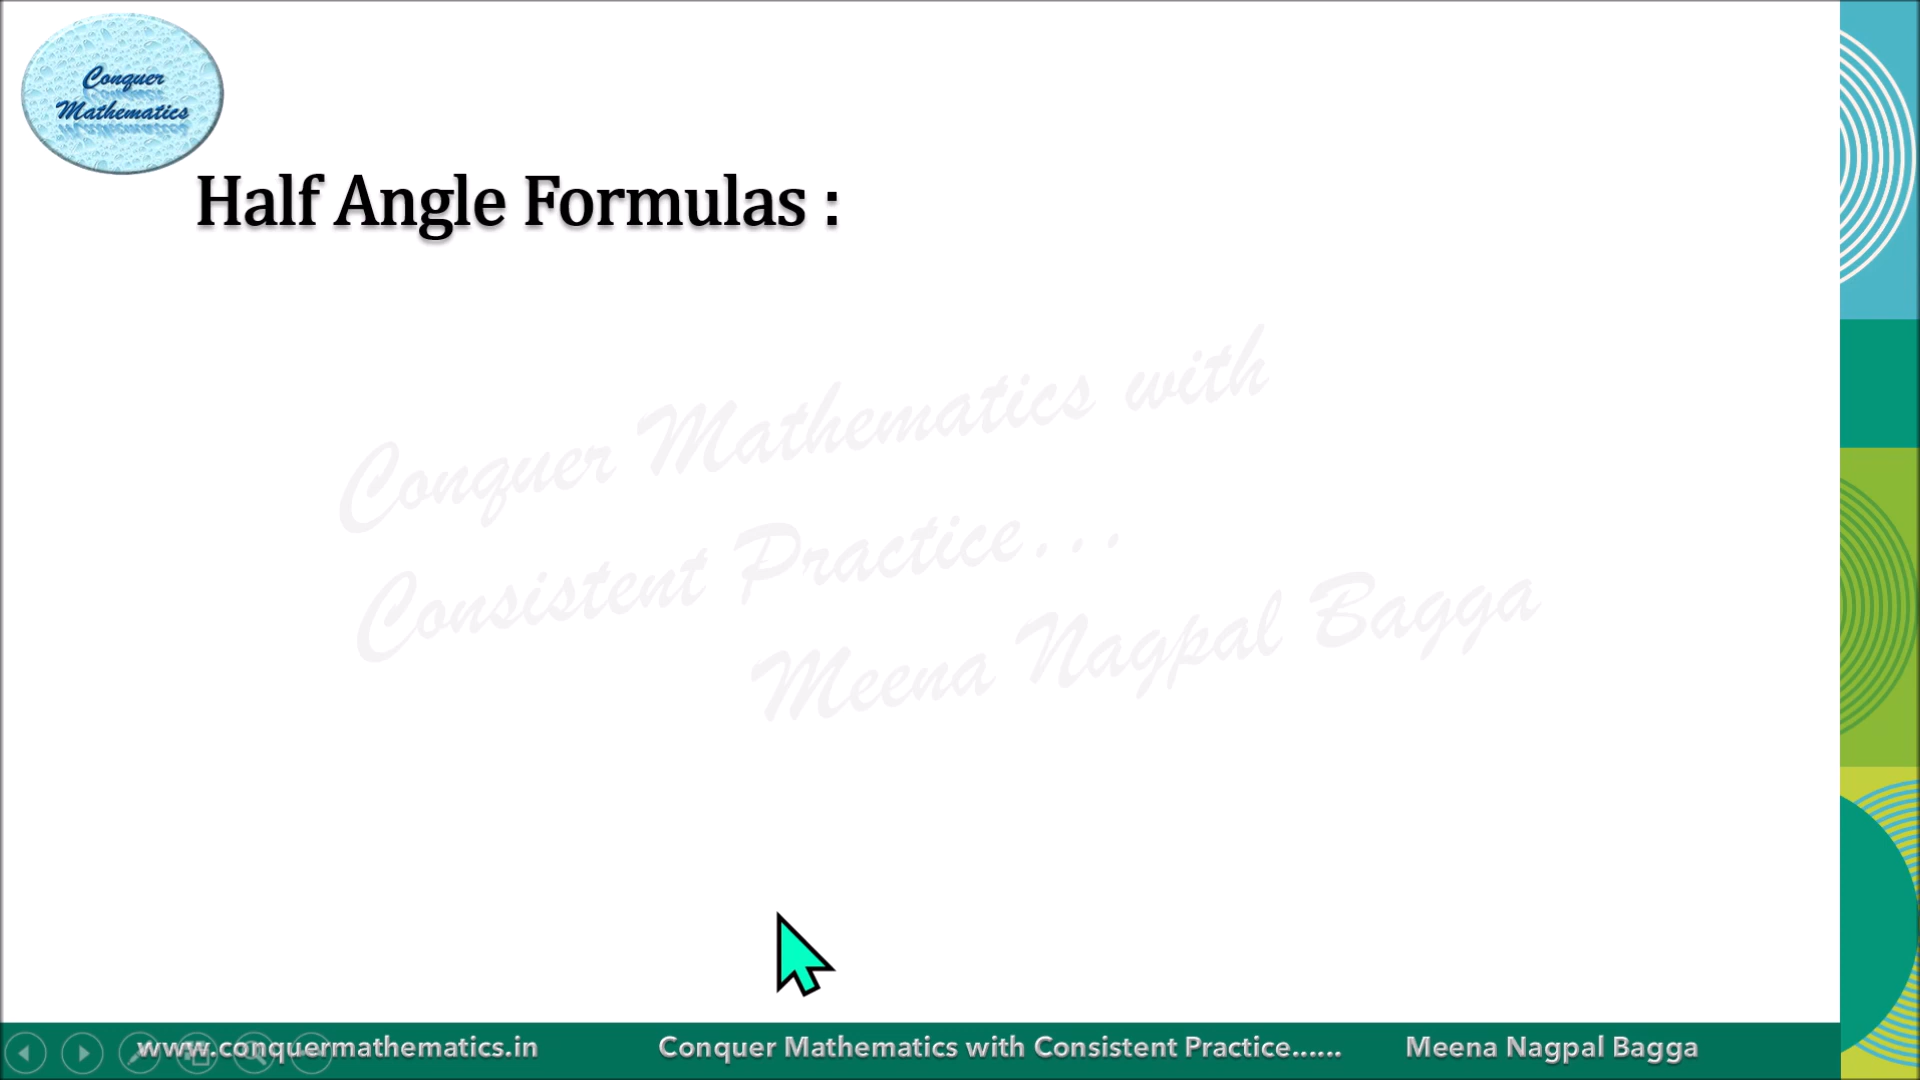 Conquer
Mathematics
Half Angle Formulas :
Conquer Mathematics with
Consistent Practice...
Meena Nagpal Bagga
www.conquermathematics.in
Conquer Mathematics with Consistent Practice......
Meena Nagpal Bagga